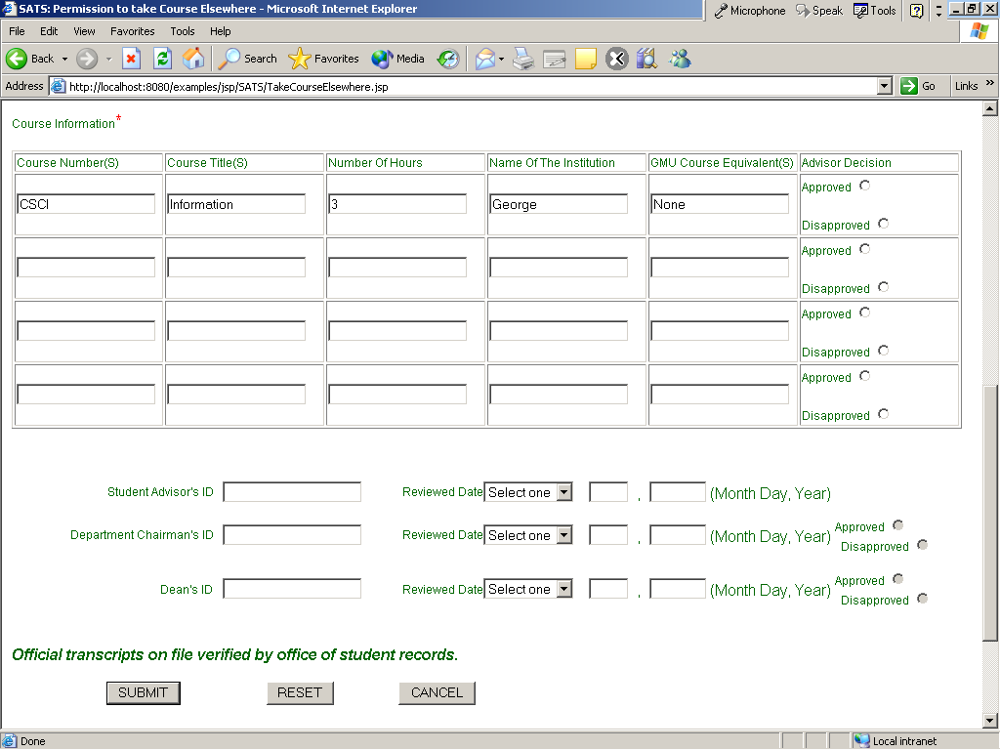 SATS: Permission to take Course Elsewhere - Microsoft Internet Explorer
Microphone Speak Tools
File Edit View Favorites Tools Help
Back Search Favorites Media
Address http://localhost:8080/examples/jsp/SATS/TakeCourseElsewhere.jsp Go Links »
Course Information*
Course Number(S) Course Title(S) Number Of Hours Name Of The Institution GMU Course Equivalent(S) Advisor Decision
Approved
CSCI Information 3 George None
Disapproved
Approved
Disapproved
Approved
Disapproved
Approved
Disapproved
Student Advisor's ID Reviewed Date Select one , (Month Day, Year)
Department Chairman's ID Reviewed Date Select one , (Month Day, Year) Approved
Disapproved
Dean's ID Reviewed Date Select one , (Month Day, Year) Approved
Disapproved
Official transcripts on file verified by office of student records.
SUBMIT RESET CANCEL
Done Local intranet